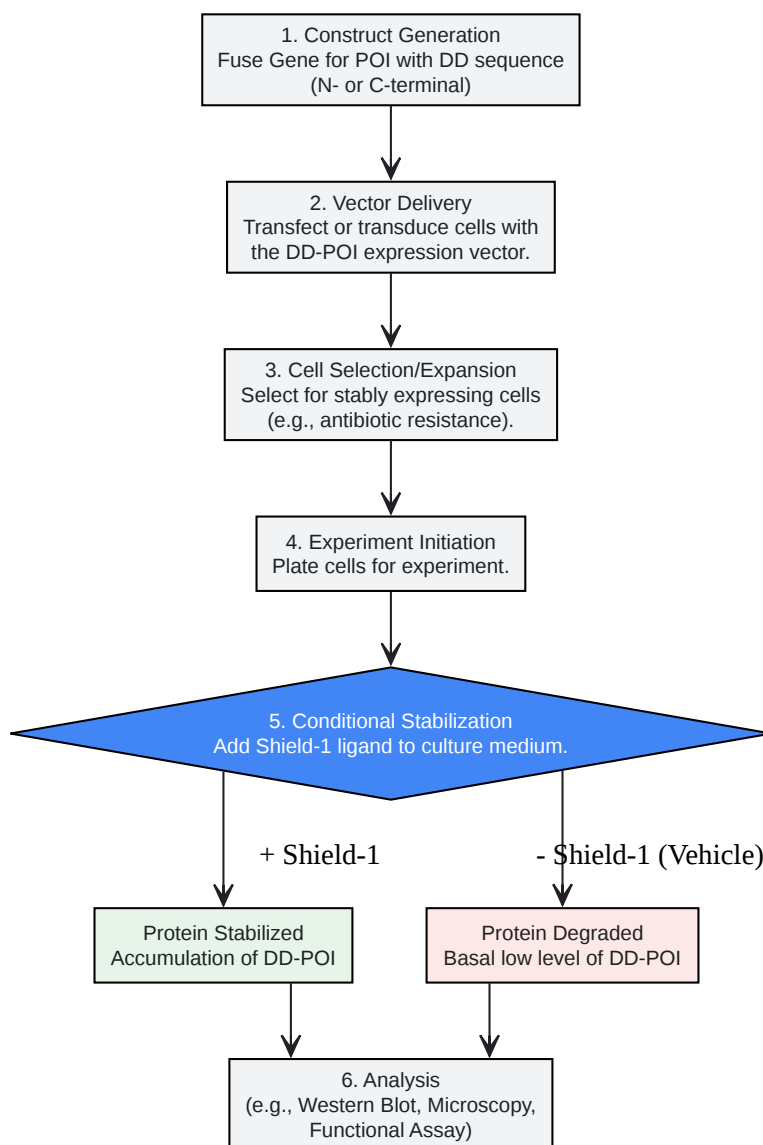 1. Construct Generation
Fuse Gene for POI with DD sequence
(N- or C-terminal)
2. Vector Delivery
Transfect or transduce cells with
the DD-POI expression vector.
3. Cell Selection/Expansion
Select for stably expressing cells
(e.g., antibiotic resistance).
4. Experiment Initiation
Plate cells for experiment.
5. Conditional Stabilization
Add Shield-1 ligand to culture medium.
+ Shield-1
- Shield-1 (Vehicle)
Protein Stabilized
Accumulation of DD-POI
Protein Degraded
Basal low level of DD-POI
6. Analysis
(e.g., Western Blot, Microscopy,
Functional Assay)